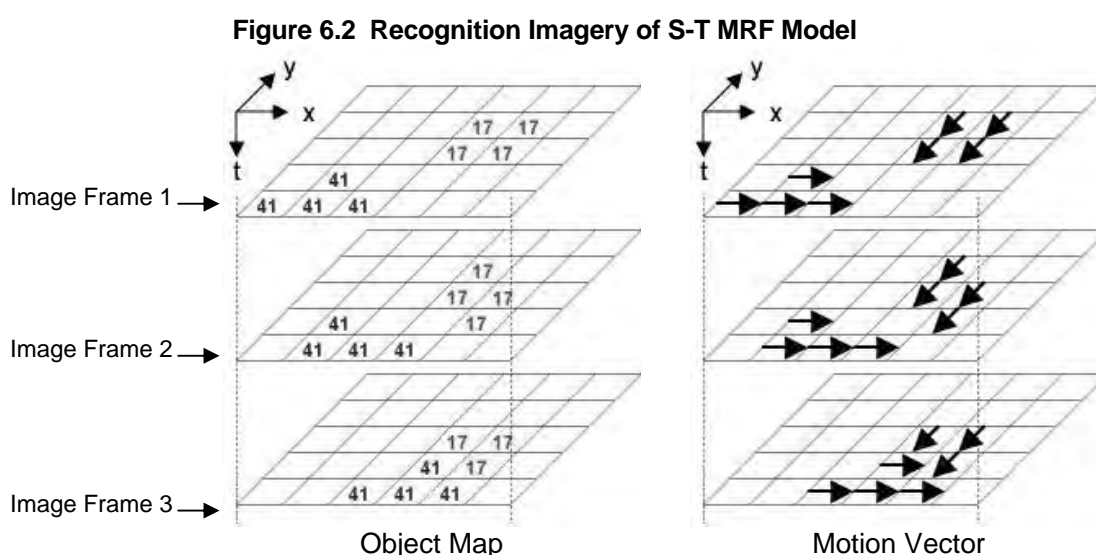 Figure 6.2 Recognition Imagery of S-T MRF Model
y
x
t
17 17
17 17
41
Image Frame 1
41 41 41
y
x
t
17
17 17
41 17
Image Frame 2
41 41 41
17 17
41 17
41 41 41
Image Frame 3
Object Map Motion Vector